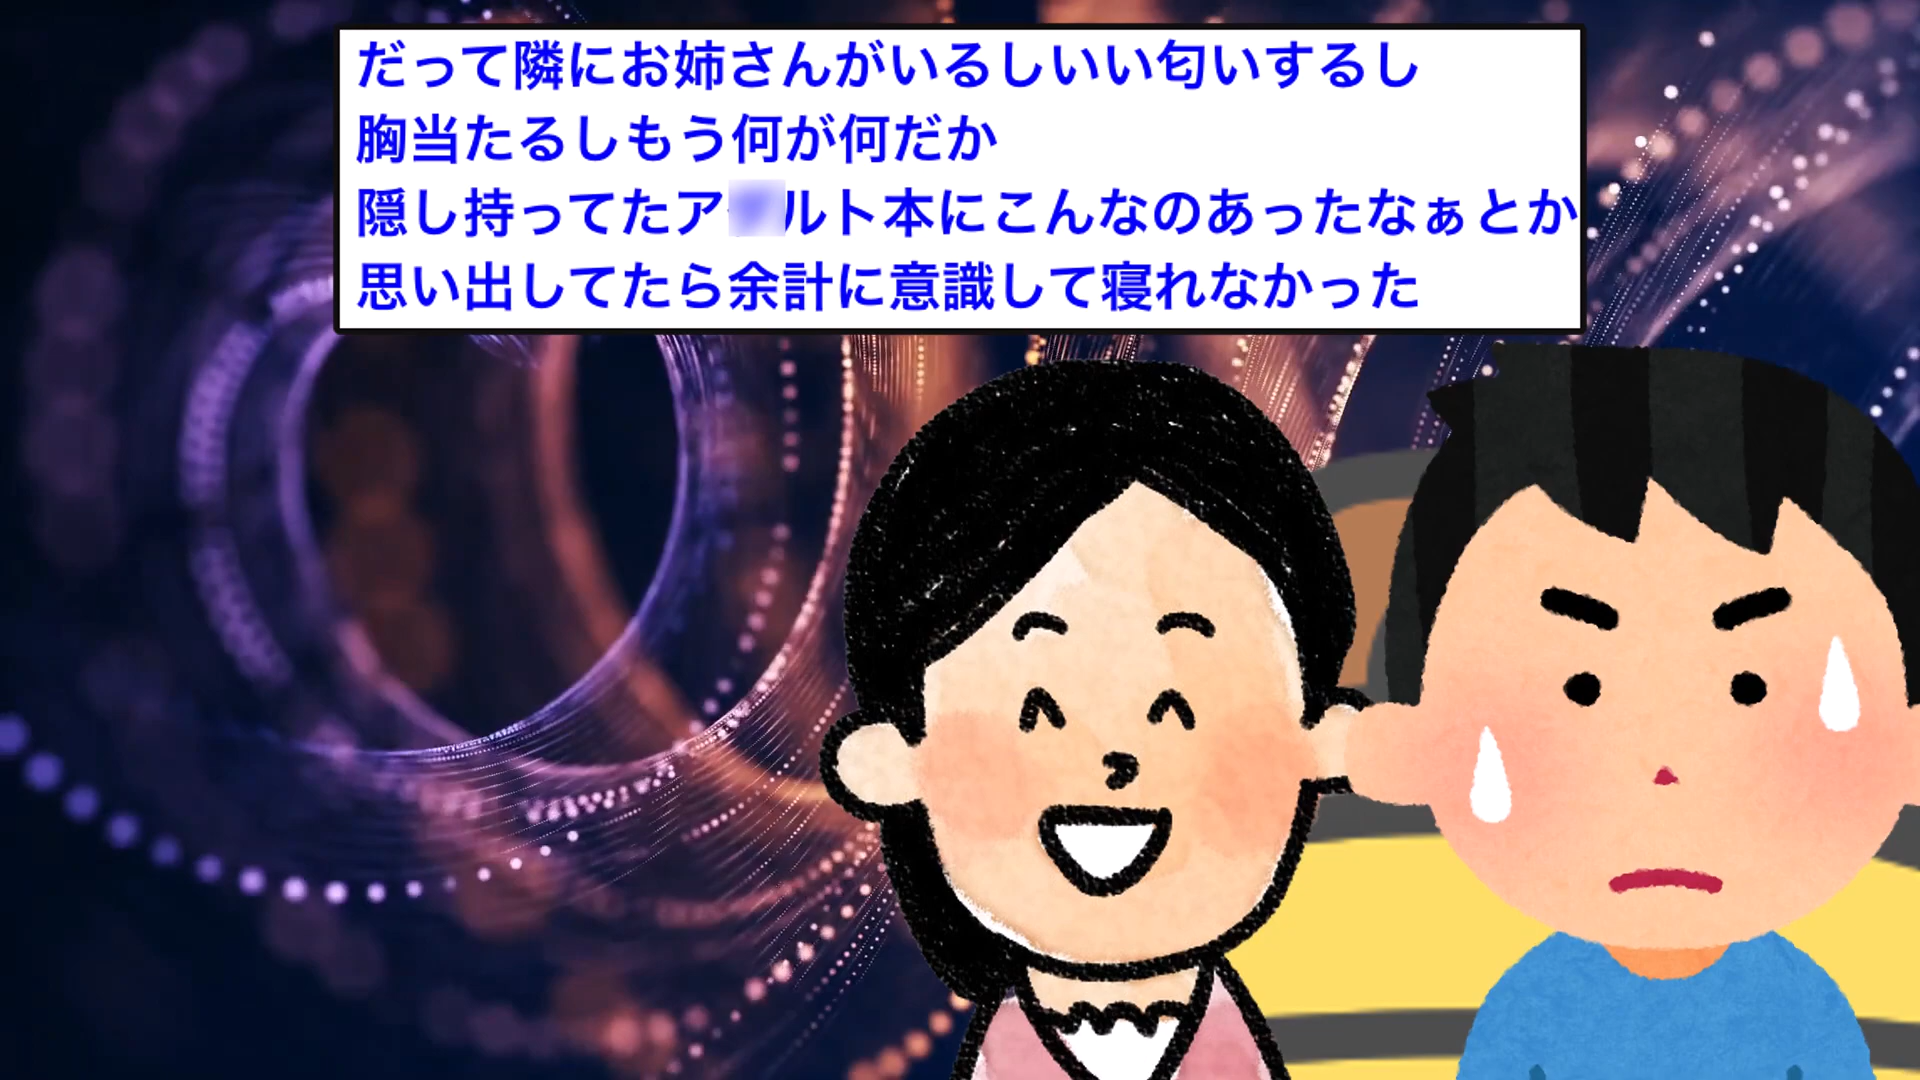 だって隣にお姉さんがいるしいい匂いするし
胸当たるしもう何が何だか
隠し持ってたア ルト本にこんなのあったなぁとか
思い出してたら余計に意識して寝れなかった